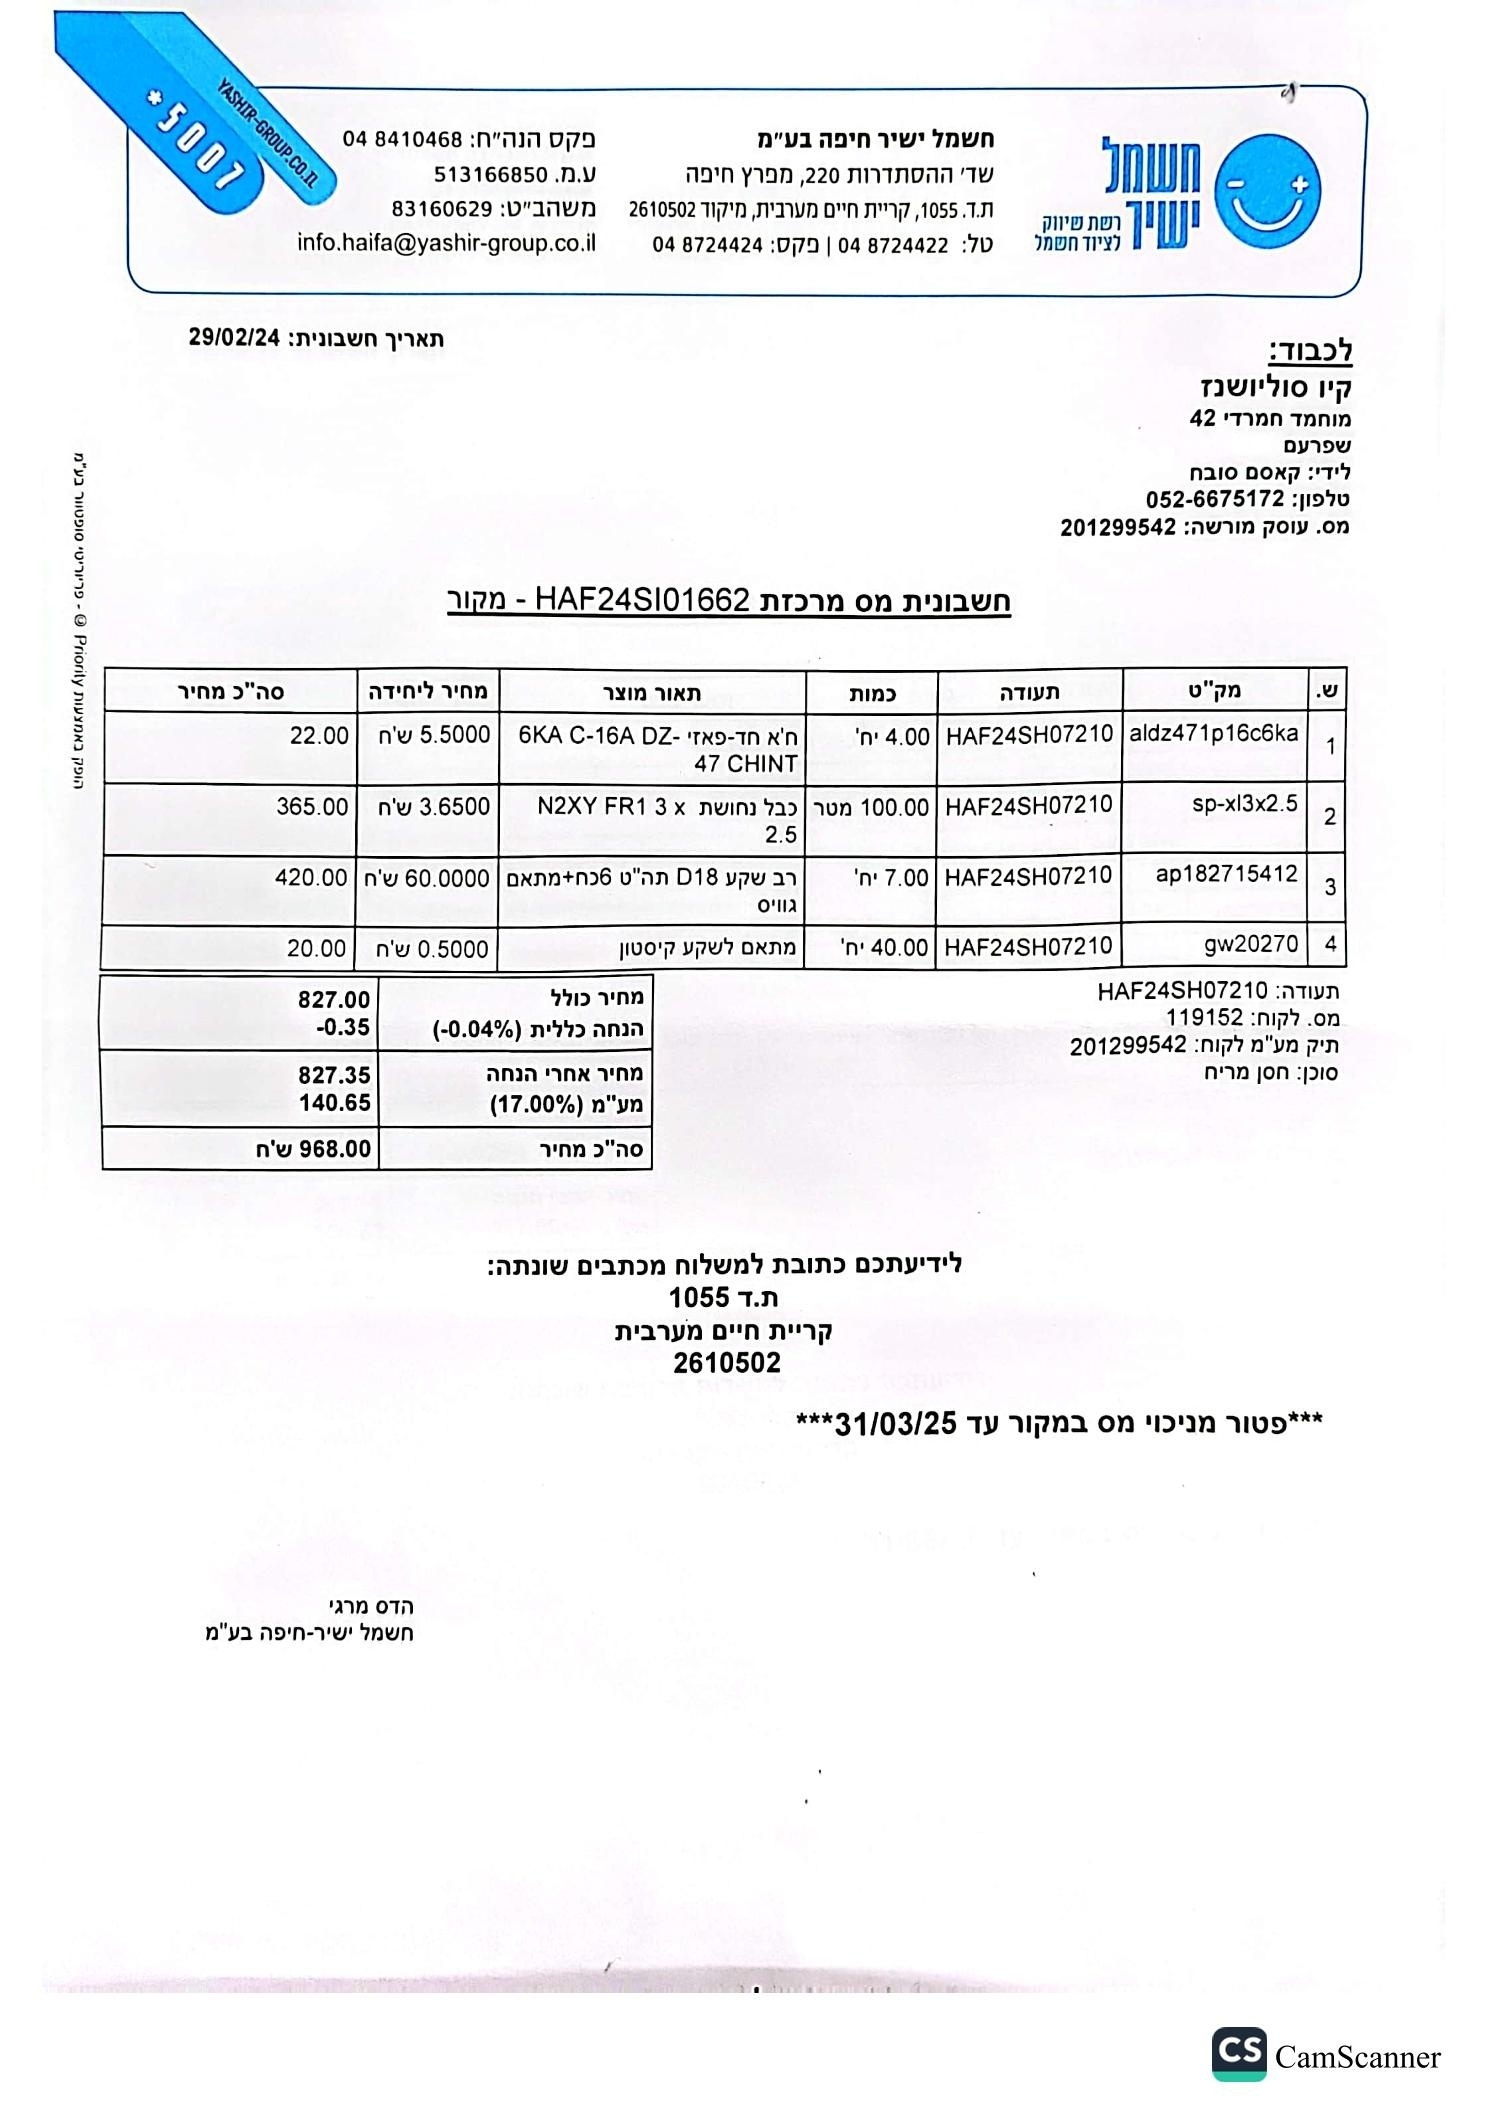 *5007
YASHIR-GROUP.CO.IL
חשמל
ישיר
רשת שיווק
לציוד חשמל
חשמל ישיר חיפה בע"מ
שד' ההסתדרות 220, מפרץ חיפה
ת.ד. 1055, קריית חיים מערבית, מיקוד 2610502
טל: 04 8724422 | פקס: 04 8724424
פקס הנה"ח: 04 8410468
ע.מ. 513166850
משהב"ט: 83160629
info.haifa@yashir-group.co.il
תאריך חשבונית: 29/02/24
לכבוד:
קיו סוליושנז
מוחמד חמרדי 42
שפרעם
לידי: קאסם סובח
טלפון: 052-6675172
מס. עוסק מורשה: 201299542
הופק באמצעות Priority © - פריוריטי סופטוור בע"מ
חשבונית מס מרכזת HAF24SI01662 - מקור
ש. מק"ט תעודה כמות תאור מוצר מחיר ליחידה סה"כ מחיר
1 aldz471p16c6ka HAF24SH07210 4.00 יח' ח'א חד-פאזי 6KA C-16A DZ- 5.5000 ש'ח 22.00
47 CHINT
2 sp-xl3x2.5 HAF24SH07210 100.00 מטר כבל נחושת N2XY FR1 3 x 3.6500 ש'ח 365.00
2.5
3 ap182715412 HAF24SH07210 7.00 יח' רב שקע D18 תה"ט 6כח+מתאם 60.0000 ש'ח 420.00
גוויס
4 gw20270 HAF24SH07210 40.00 יח' מתאם לשקע קיסטון 0.5000 ש'ח 20.00
מחיר כולל 827.00
הנחה כללית (-0.04%) -0.35
מחיר אחרי הנחה 827.35
מע"מ (17.00%) 140.65
סה"כ מחיר 968.00 ש'ח
תעודה: HAF24SH07210
מס. לקוח: 119152
תיק מע"מ לקוח: 201299542
סוכן: חסן מריח
לידיעתכם כתובת למשלוח מכתבים שונתה:
ת.ד 1055
קריית חיים מערבית
2610502
***פטור מניכוי מס במקור עד 31/03/25***
הדס מרגי
חשמל ישיר-חיפה בע"מ
CS CamScanner